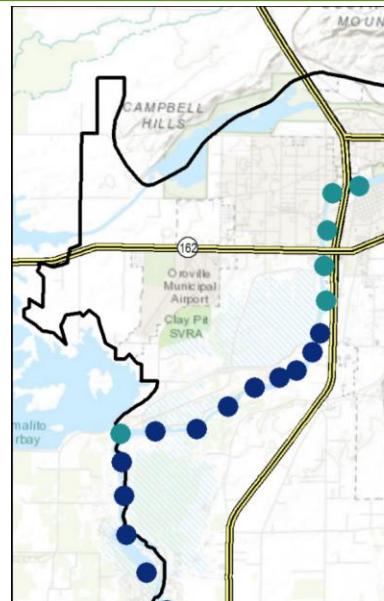 MOUN
CAMPBELL
HILLS
162
Oroville
Municipal
Airport
Clay Pit
SVRA
malito
rbay